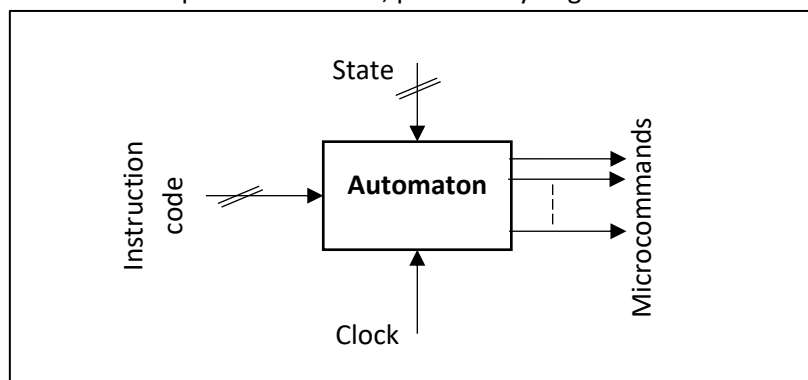 State
Instruction
code
Automaton
Microcommands
Clock